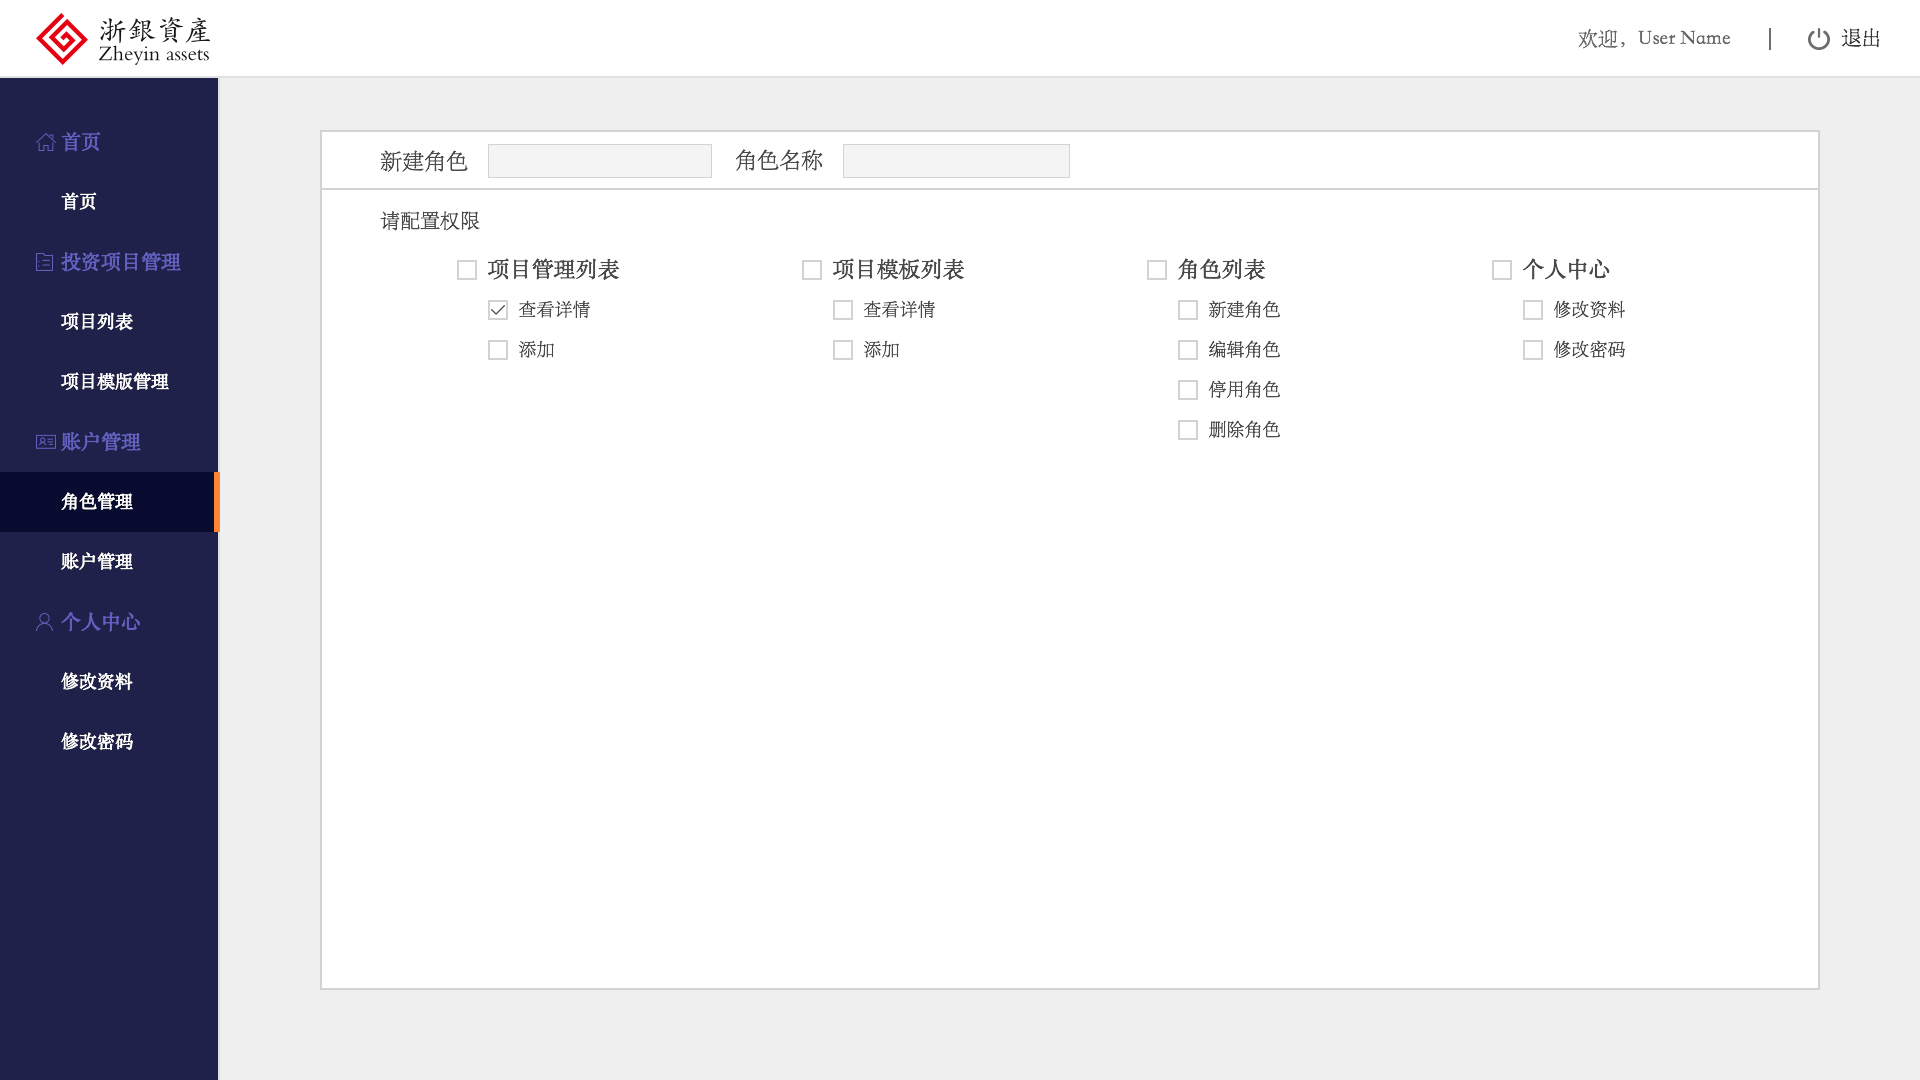 浙銀資產
Zheyin assets
欢迎，User Name
退出
首页
首页
投资项目管理
项目列表
项目模版管理
账户管理
角色管理
账户管理
个人中心
修改资料
修改密码
新建角色
角色名称
请配置权限
项目管理列表
查看详情
添加
项目模板列表
查看详情
添加
角色列表
新建角色
编辑角色
停用角色
删除角色
个人中心
修改资料
修改密码